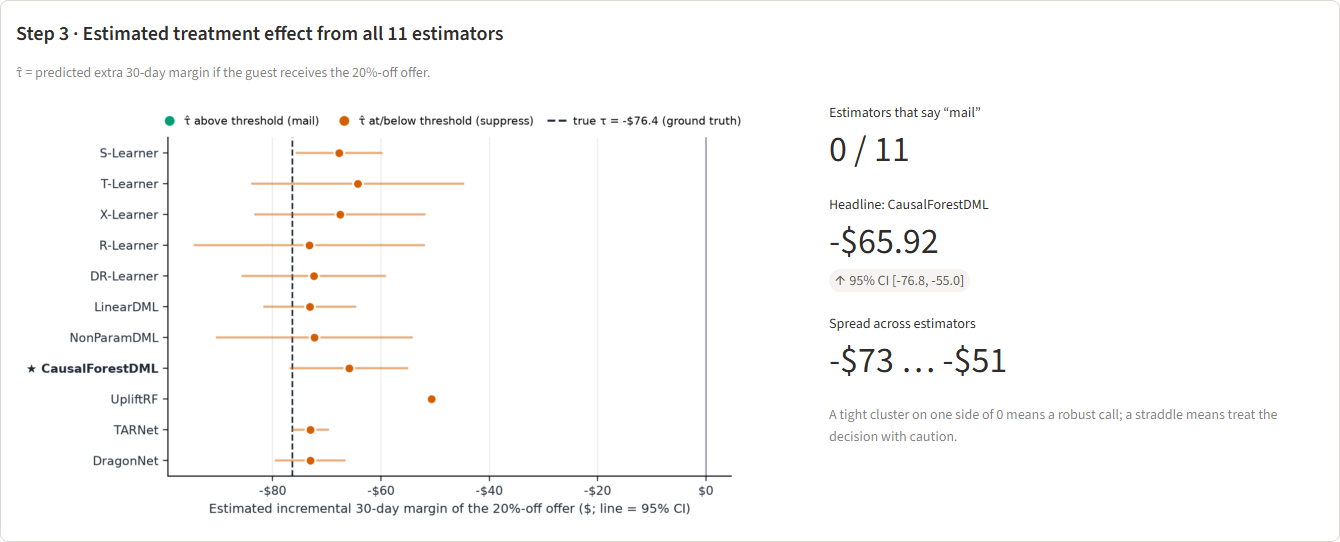 Step 3 · Estimated treatment effect from all 11 estimators
τ̂ = predicted extra 30-day margin if the guest receives the 20%-off offer.
τ̂ above threshold (mail)
τ̂ at/below threshold (suppress)
true τ = -$76.4 (ground truth)
S-Learner
T-Learner
X-Learner
R-Learner
DR-Learner
LinearDML
NonParamDML
★ CausalForestDML
UpliftRF
TARNet
DragonNet
-$80
-$60
-$40
-$20
$0
Estimated incremental 30-day margin of the 20%-off offer ($; line = 95% CI)
Estimators that say “mail”
0 / 11
Headline: CausalForestDML
-$65.92
↑ 95% CI [-76.8, -55.0]
Spread across estimators
-$73 … -$51
A tight cluster on one side of 0 means a robust call; a straddle means treat the
decision with caution.